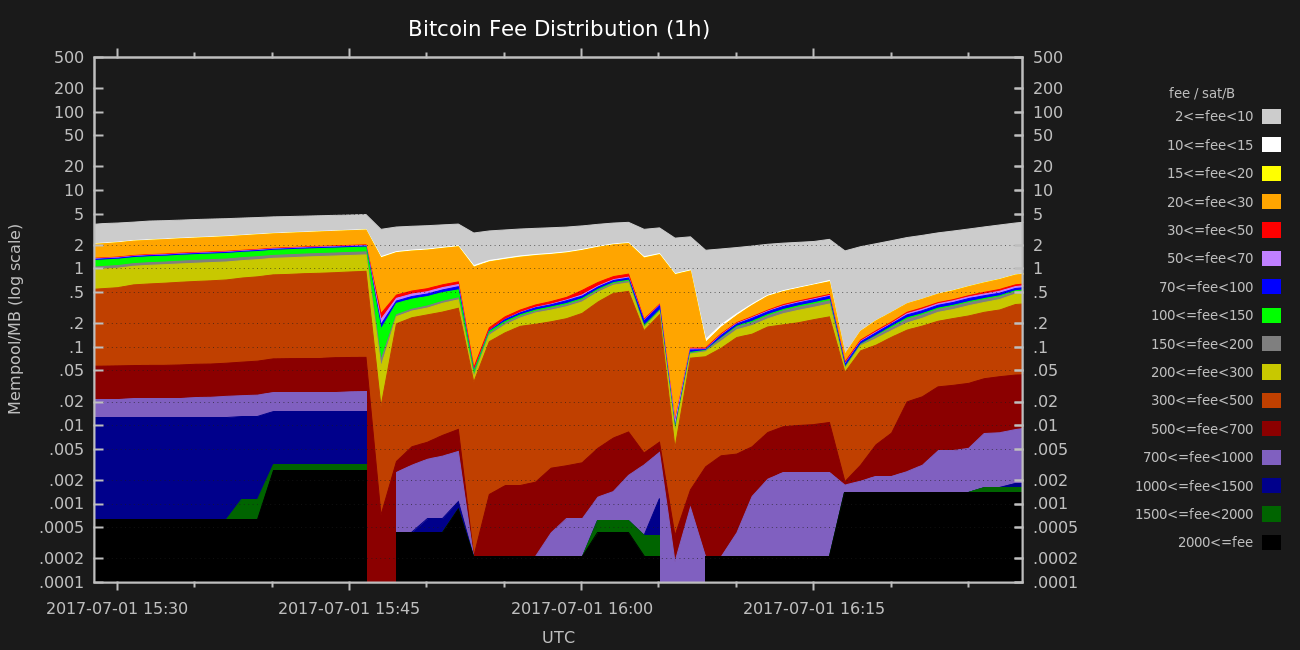 Bitcoin Fee Distribution (1h)
500
200
100
50
20
10
5
2
1
.5
.2
.1
.05
.02
.01
.005
.002
.001
.0005
.0002
.0001
Mempool/MB (log scale)
500
200
100
50
20
10
5
2
1
.5
.2
.1
.05
.02
.01
.005
.002
.001
.0005
.0002
.0001
2017-07-01 15:30
2017-07-01 15:45
2017-07-01 16:00
2017-07-01 16:15
UTC
fee / sat/B
2<=fee<10
10<=fee<15
15<=fee<20
20<=fee<30
30<=fee<50
50<=fee<70
70<=fee<100
100<=fee<150
150<=fee<200
200<=fee<300
300<=fee<500
500<=fee<700
700<=fee<1000
1000<=fee<1500
1500<=fee<2000
2000<=fee